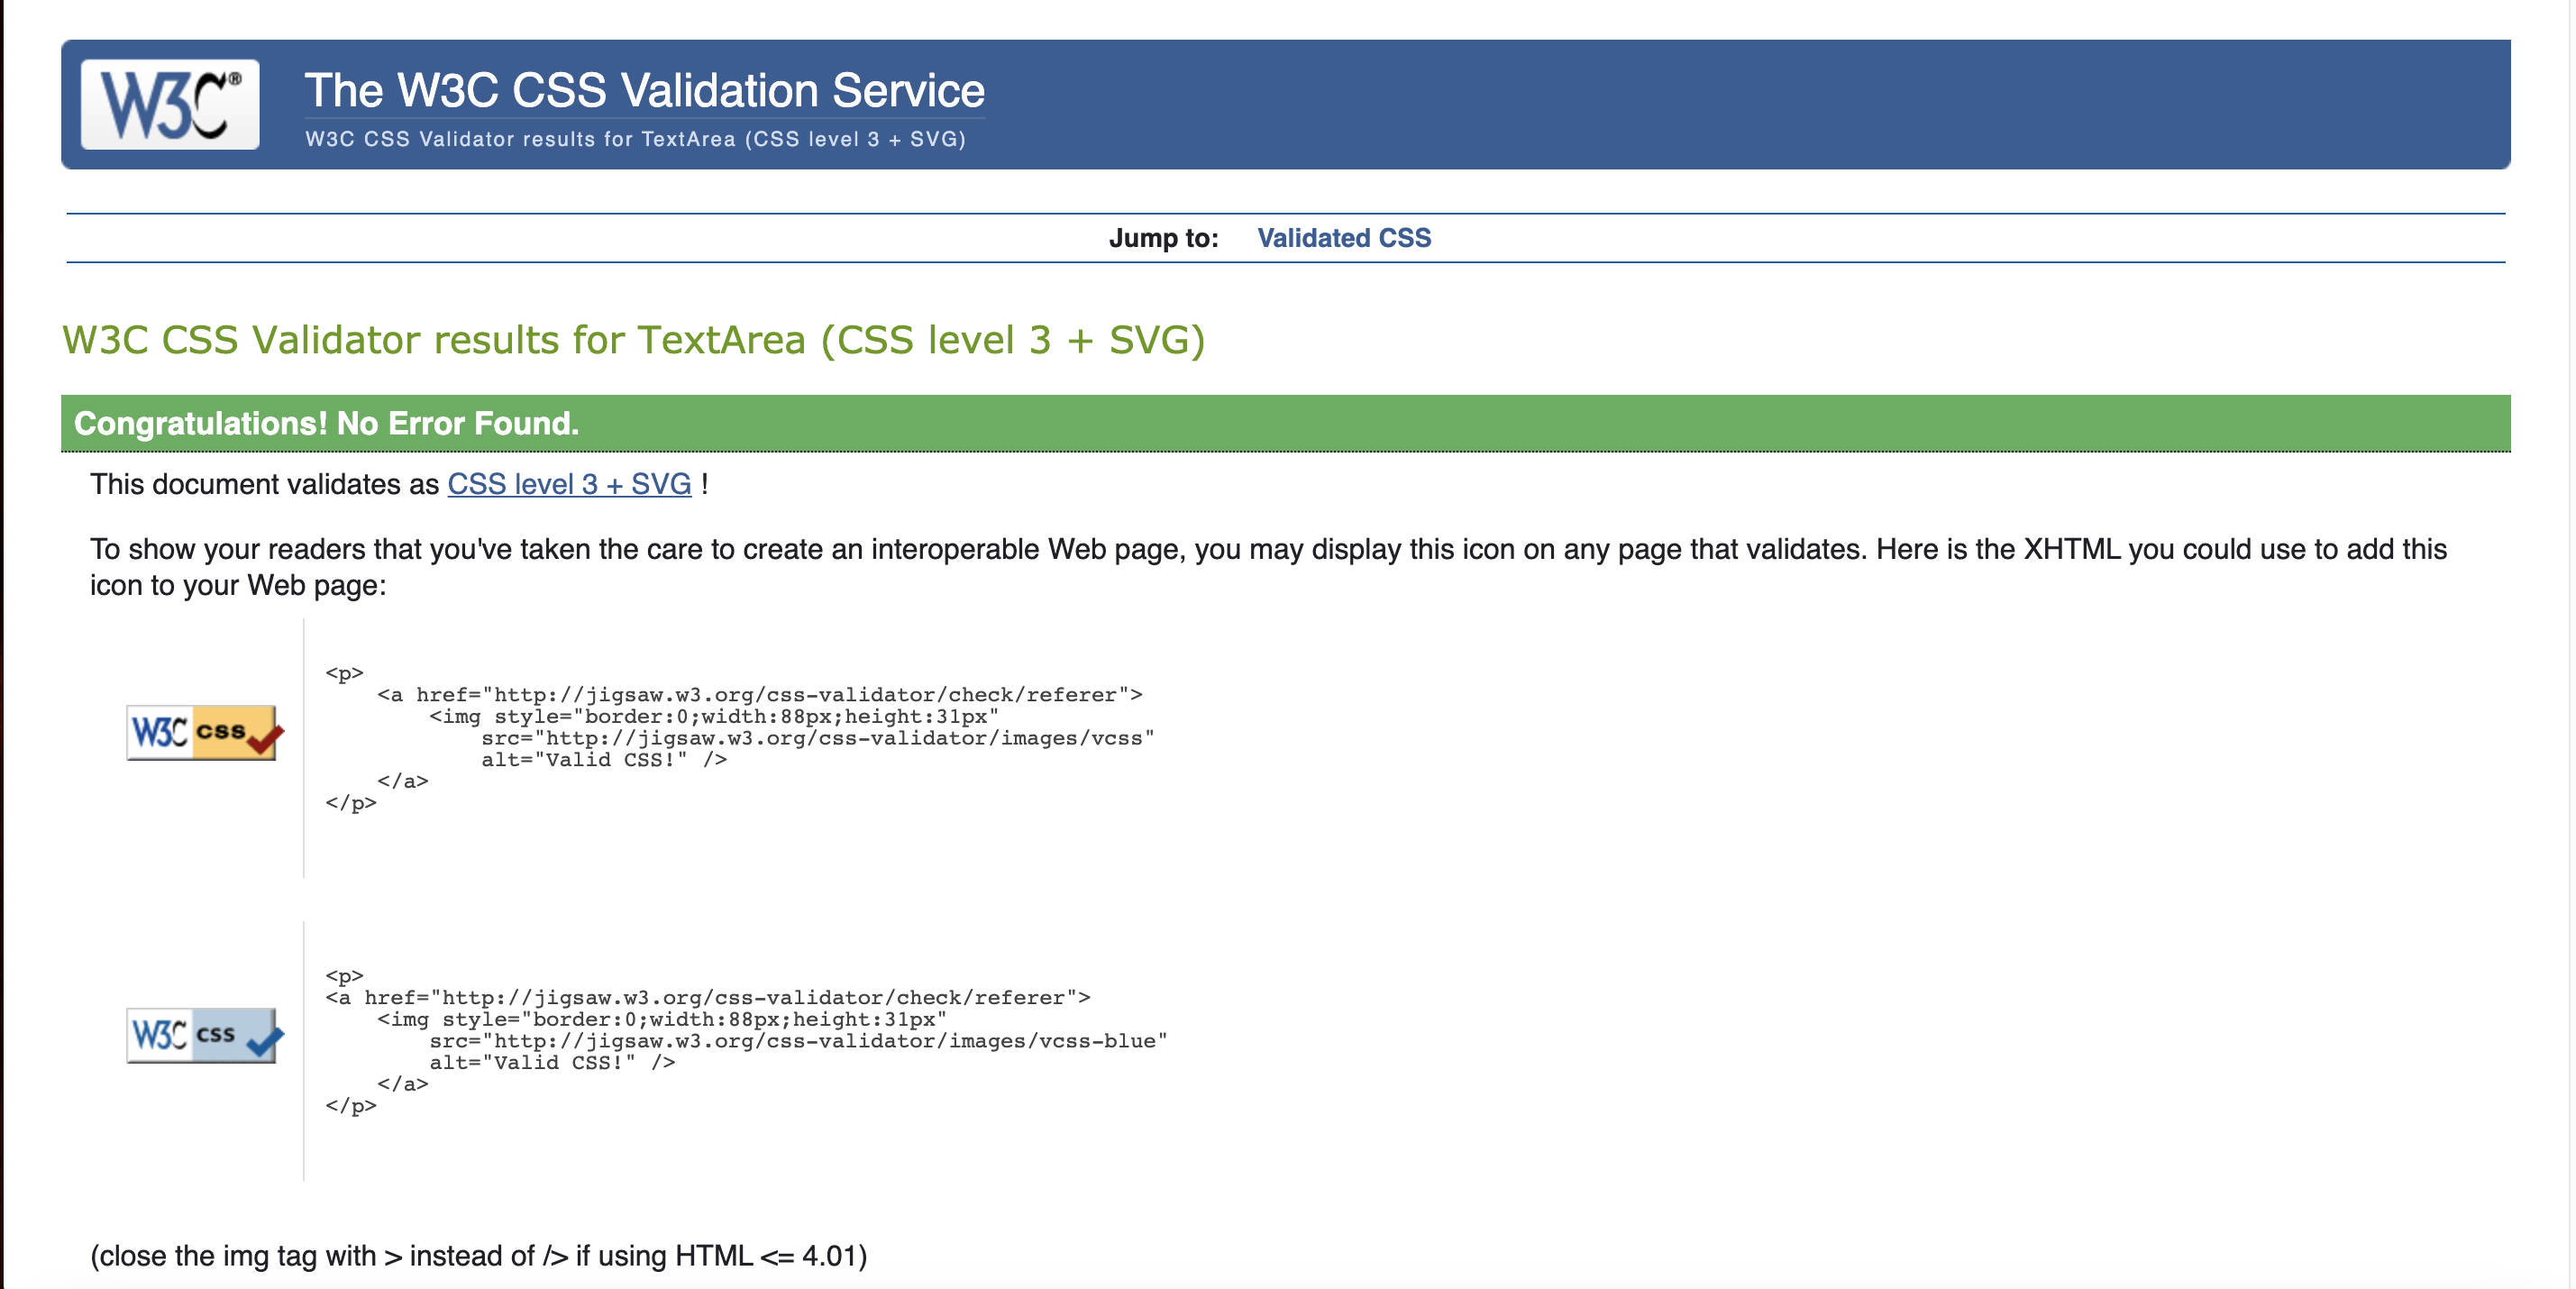 W3C®
The W3C CSS Validation Service
W3C CSS Validator results for TextArea (CSS level 3 + SVG)
Jump to: Validated CSS
W3C CSS Validator results for TextArea (CSS level 3 + SVG)
Congratulations! No Error Found.
This document validates as CSS level 3 + SVG !
To show your readers that you've taken the care to create an interoperable Web page, you may display this icon on any page that validates. Here is the XHTML you could use to add this
icon to your Web page:
W3C css
<p>
    <a href="http://jigsaw.w3.org/css-validator/check/referer">
        <img style="border:0;width:88px;height:31px"
            src="http://jigsaw.w3.org/css-validator/images/vcss"
            alt="Valid CSS!" />
    </a>
</p>
W3C css
<p>
<a href="http://jigsaw.w3.org/css-validator/check/referer">
    <img style="border:0;width:88px;height:31px"
        src="http://jigsaw.w3.org/css-validator/images/vcss-blue"
        alt="Valid CSS!" />
    </a>
</p>
(close the img tag with > instead of /> if using HTML <= 4.01)